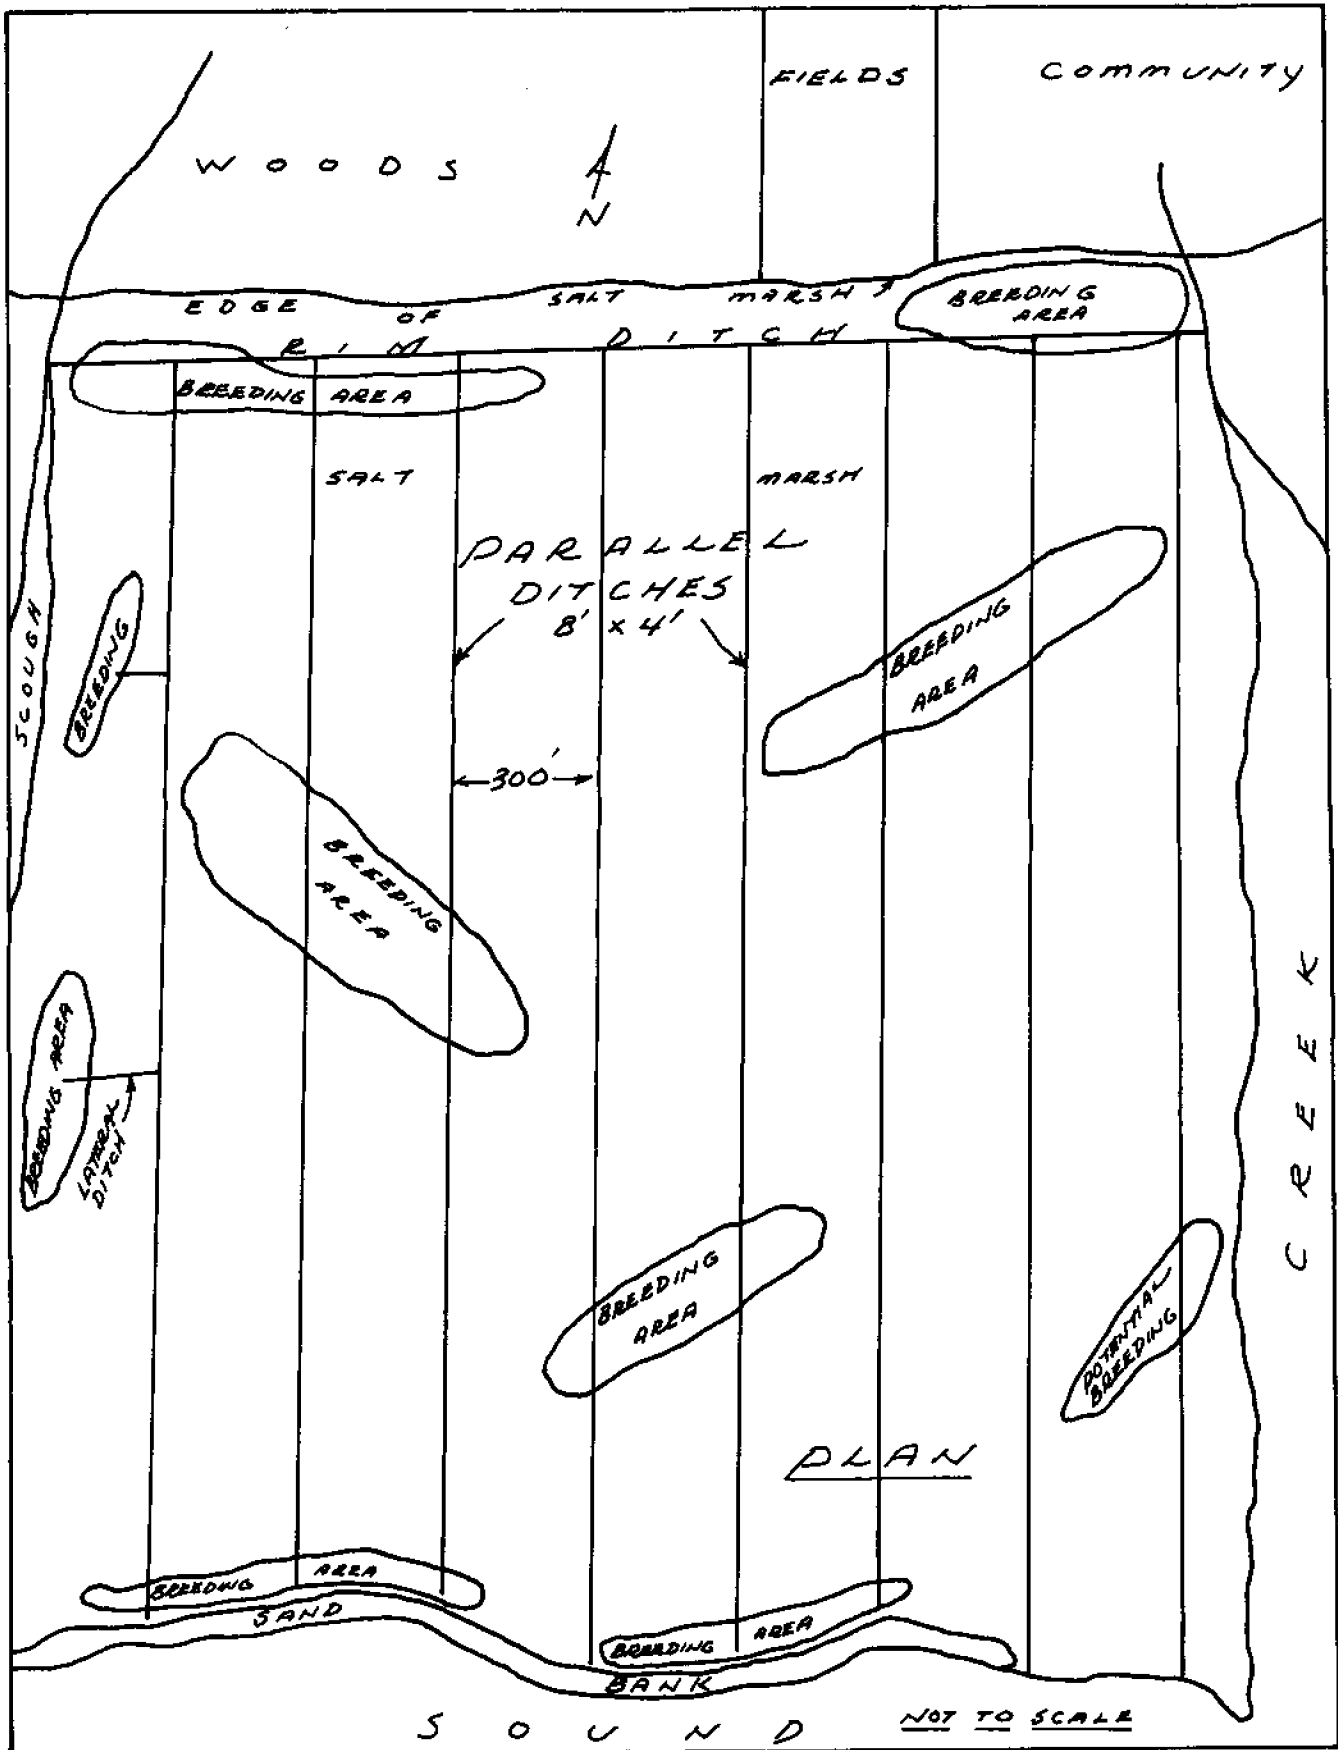 FIELDS
COMMUNITY
WOODS
N
EDGE OF SALT MARSH
BREEDING
AREA
RIM DITCH
BREEDING AREA
SALT MARSH
PARALLEL
DITCHES
8' x 4'
SLOUGH
BREEDING
BREEDING
AREA
300'
BREEDING
AREA
BREEDING AREA
LATERAL
DITCH
CREEK
BREEDING
AREA
POTENTIAL
BREEDING
PLAN
BREEDING AREA
SAND
BREEDING AREA
BANK
SOUND
NOT TO SCALE